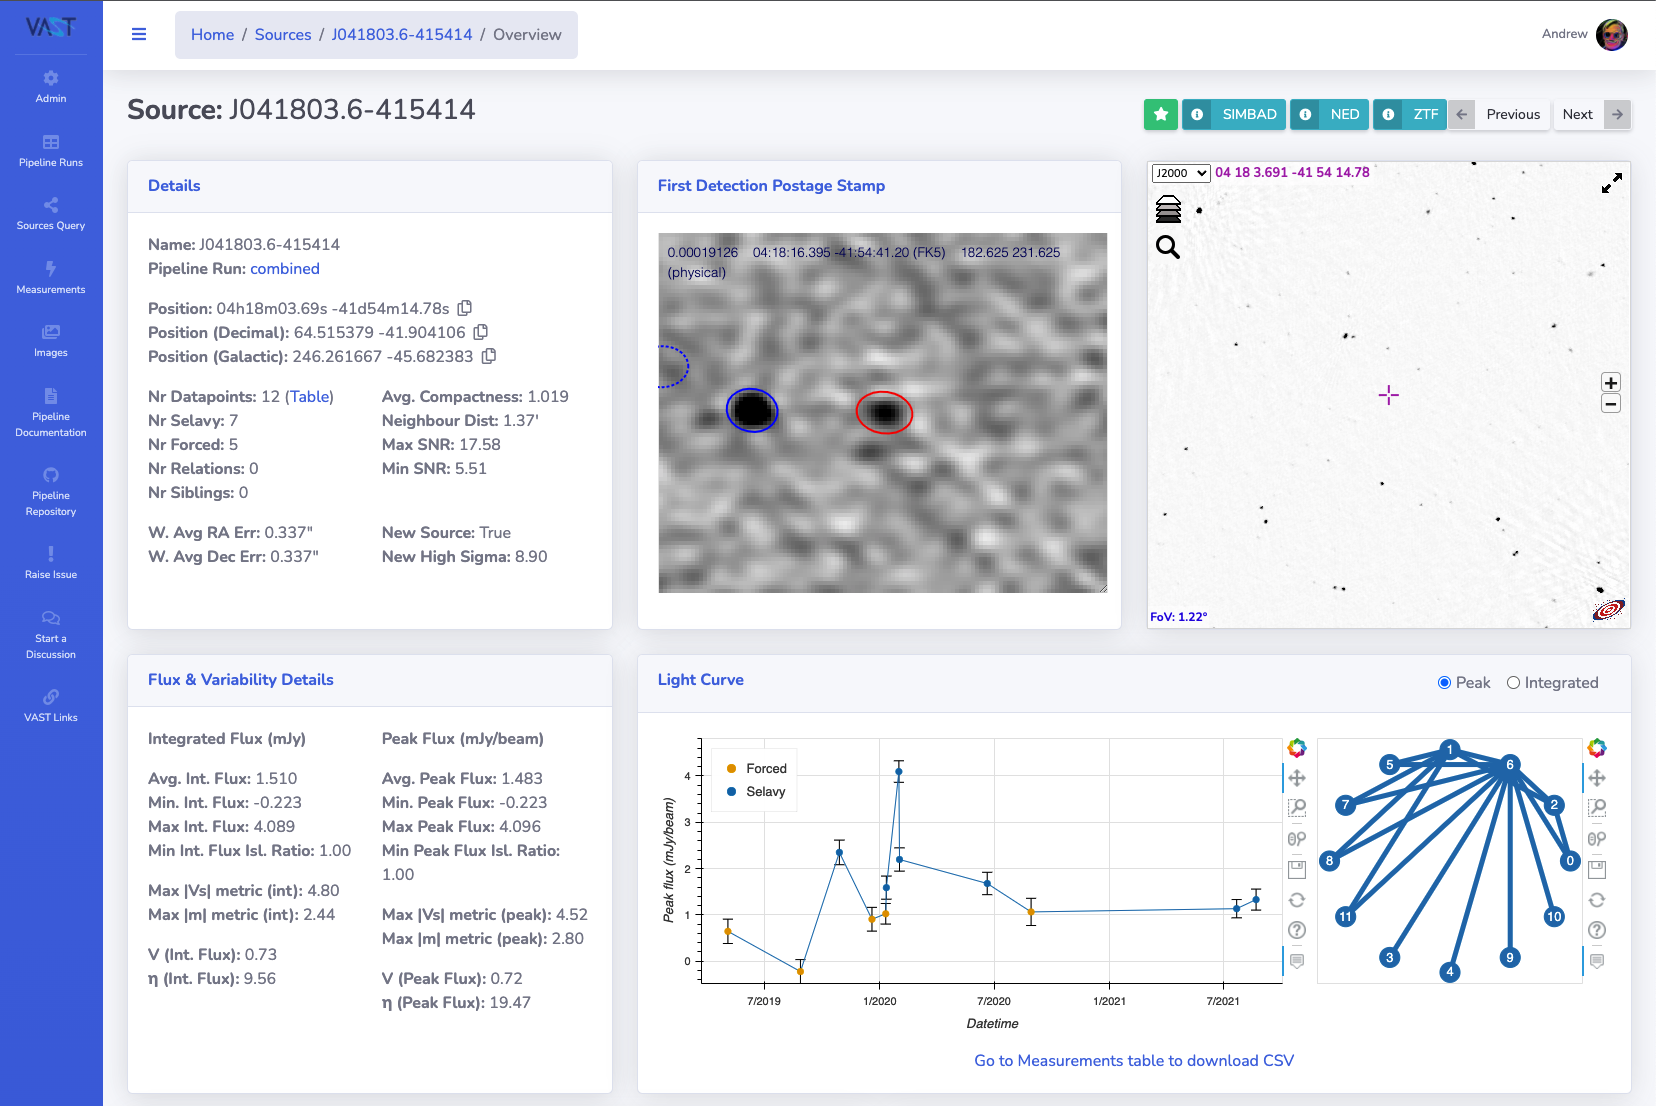 VAST
Home / Sources / J041803.6-415414 / Overview
Andrew
Admin
Pipeline Runs
Sources Query
Measurements
Images
Pipeline
Documentation
Pipeline
Repository
Raise Issue
Start a
Discussion
VAST Links
Source: J041803.6-415414
SIMBAD
NED
ZTF
Previous
Next
Details
Name: J041803.6-415414
Pipeline Run: combined
Position: 04h18m03.69s -41d54m14.78s
Position (Decimal): 64.515379 -41.904106
Position (Galactic): 246.261667 -45.682383
Nr Datapoints: 12 (Table)
Nr Selavy: 7
Nr Forced: 5
Nr Relations: 0
Nr Siblings: 0
Avg. Compactness: 1.019
Neighbour Dist: 1.37'
Max SNR: 17.58
Min SNR: 5.51
W. Avg RA Err: 0.337"
W. Avg Dec Err: 0.337"
New Source: True
New High Sigma: 8.90
First Detection Postage Stamp
0.00019126 04:18:16.395 -41:54:41.20 (FK5) 182.625 231.625
(physical)
J2000 04 18 3.691 -41 54 14.78
+
−
FoV: 1.22°
Flux & Variability Details
Integrated Flux (mJy)
Avg. Int. Flux: 1.510
Min. Int. Flux: -0.223
Max Int. Flux: 4.089
Min Int. Flux Isl. Ratio: 1.00
Max |Vs| metric (int): 4.80
Max |m| metric (int): 2.44
V (Int. Flux): 0.73
η (Int. Flux): 9.56
Peak Flux (mJy/beam)
Avg. Peak Flux: 1.483
Min. Peak Flux: -0.223
Max Peak Flux: 4.096
Min Peak Flux Isl. Ratio:
1.00
Max |Vs| metric (peak): 4.52
Max |m| metric (peak): 2.80
V (Peak Flux): 0.72
η (Peak Flux): 19.47
Light Curve
Peak
Integrated
Forced
Selavy
Peak flux (mJy/beam)
4
3
2
1
0
7/2019
1/2020
7/2020
1/2021
7/2021
Datetime
1
5
6
7
2
8
0
11
10
3
9
4
Go to Measurements table to download CSV